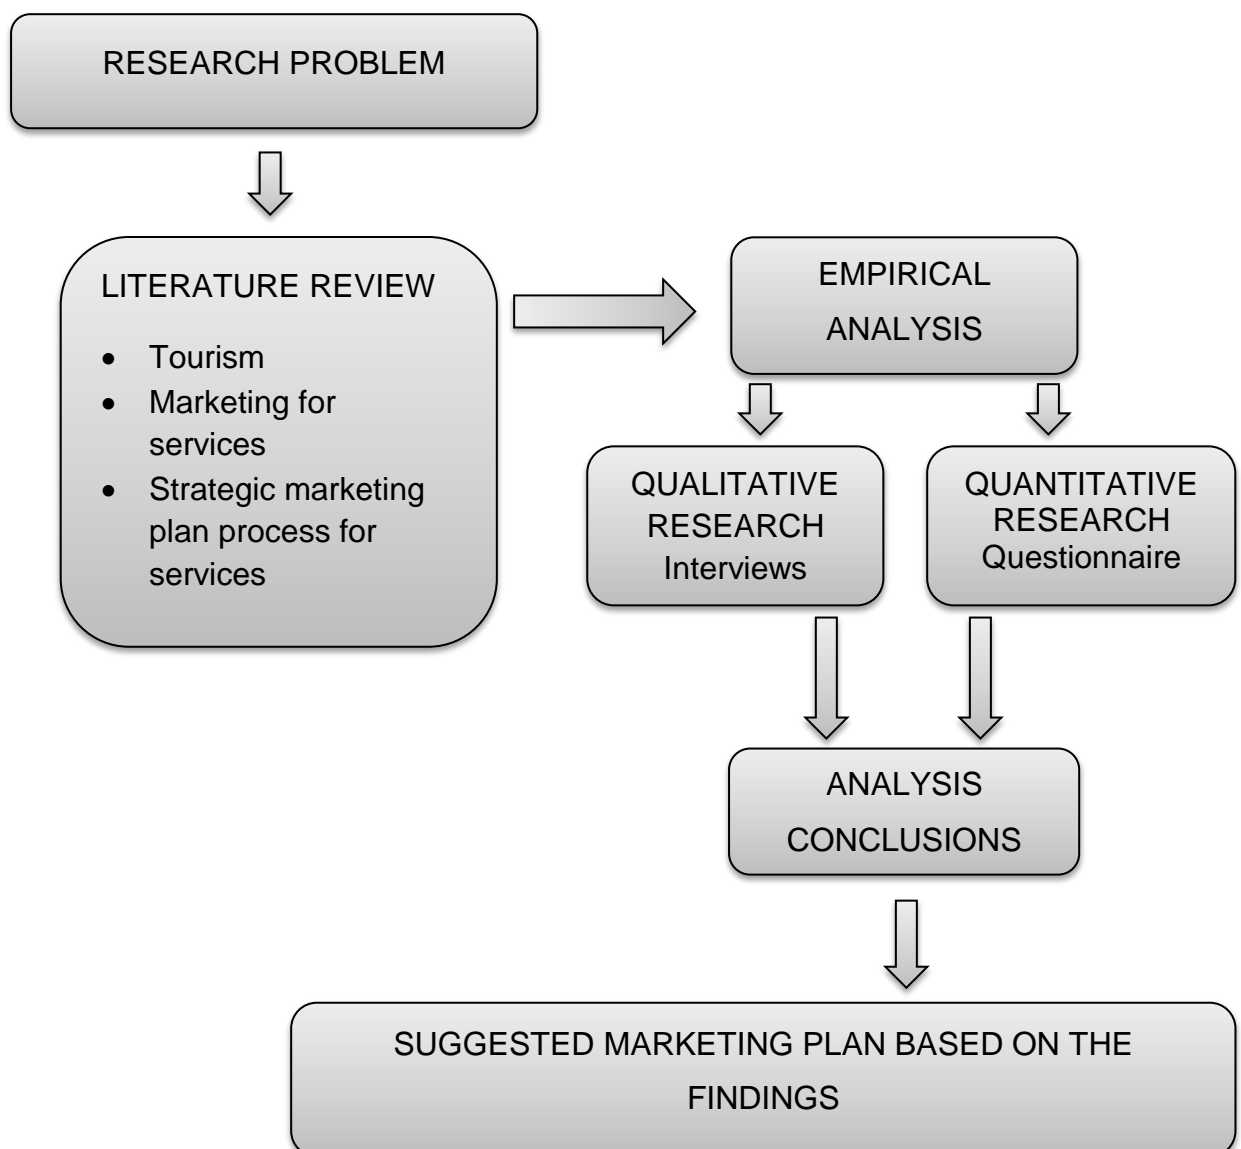 RESEARCH PROBLEM
LITERATURE REVIEW
• Tourism
• Marketing for
services
• Strategic marketing
plan process for
services
EMPIRICAL
ANALYSIS
QUALITATIVE
RESEARCH
Interviews
QUANTITATIVE
RESEARCH
Questionnaire
ANALYSIS
CONCLUSIONS
SUGGESTED MARKETING PLAN BASED ON THE
FINDINGS